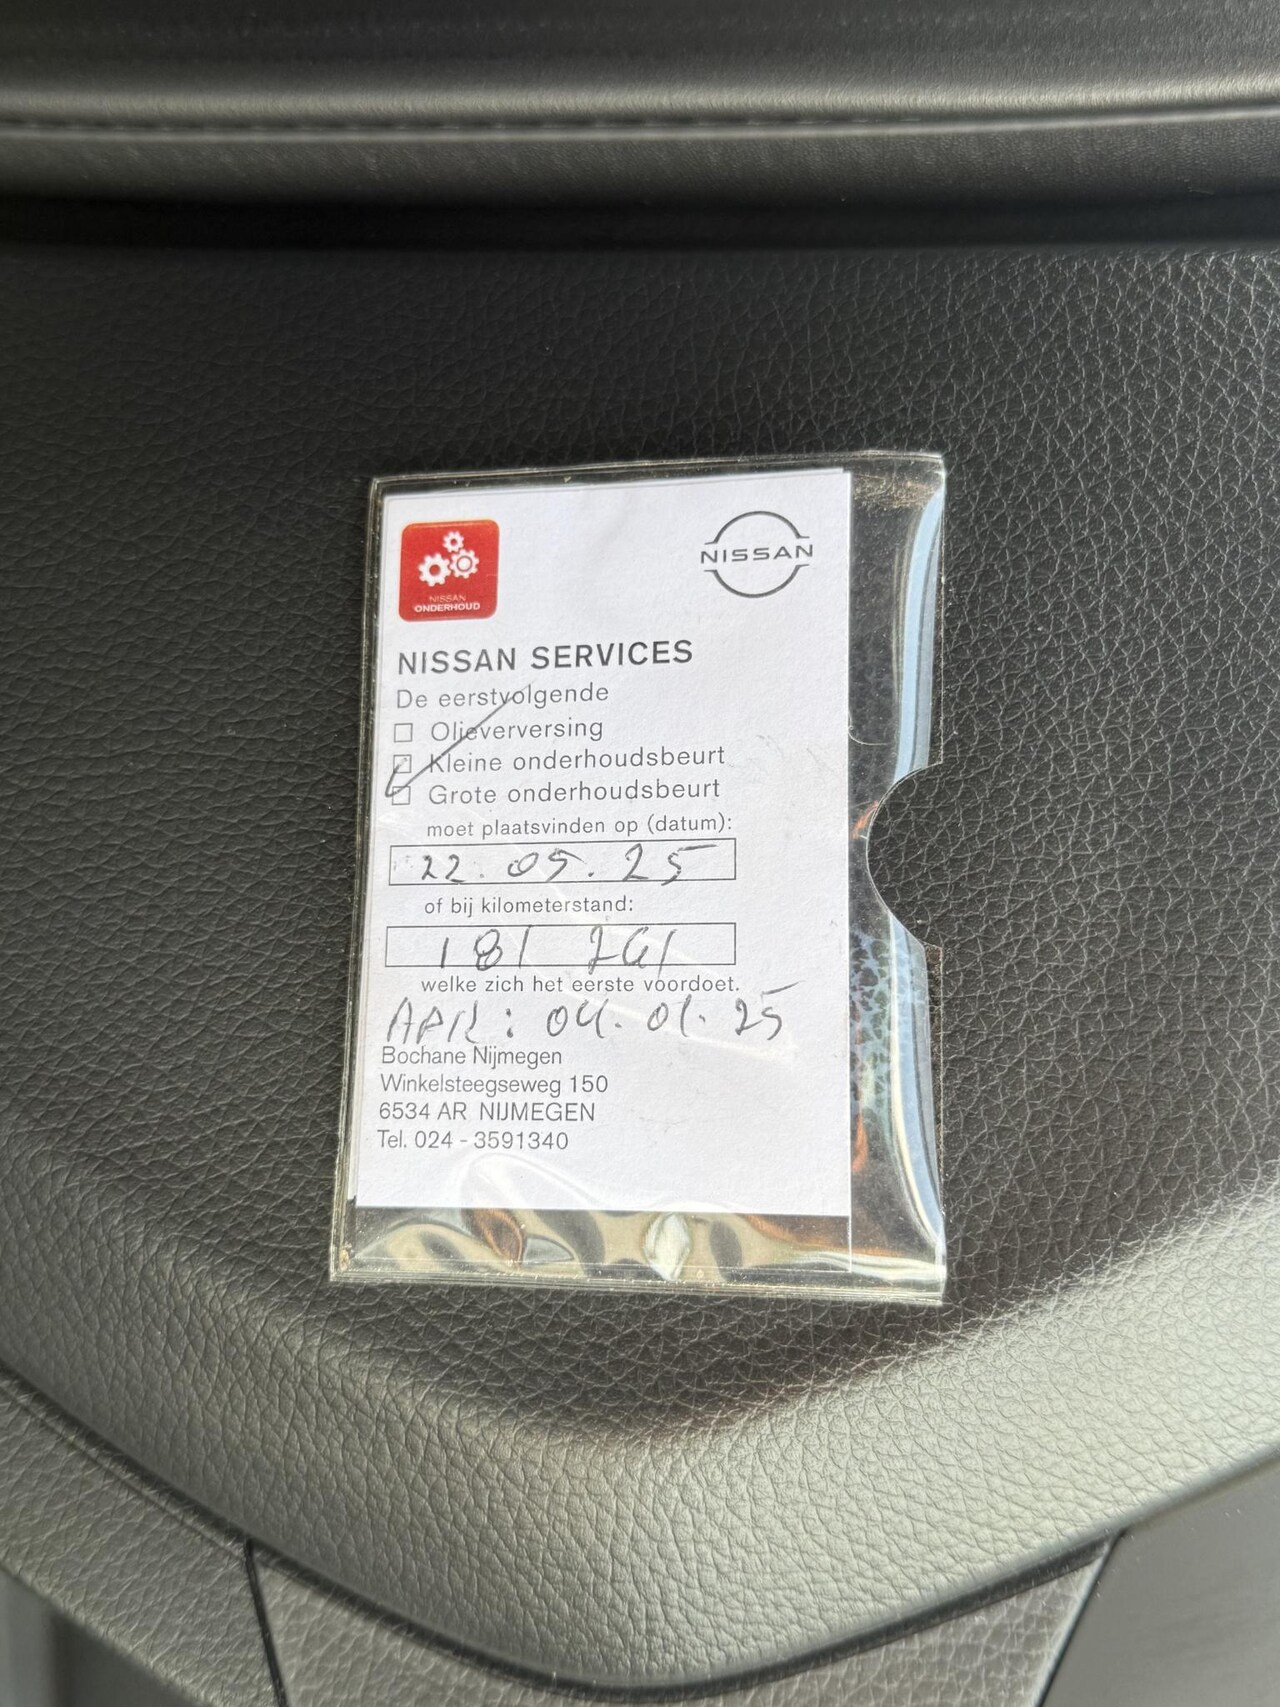 NISSAN
ONDERHOUD
NISSAN
NISSAN SERVICES
De eerstvolgende
Olieverversing
Kleine onderhoudsbeurt
Grote onderhoudsbeurt
moet plaatsvinden op (datum):
22.05.25
of bij kilometerstand:
181 261
welke zich het eerste voordoet.
APK: 04.01.25
Bochane Nijmegen
Winkelsteegseweg 150
6534 AR NIJMEGEN
Tel. 024 - 3591340